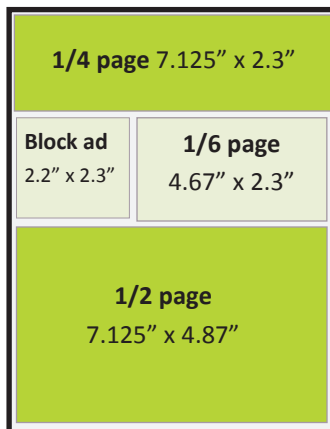 1/4 page 7.125” x 2.3”
Block ad
2.2” x 2.3”
1/6 page
4.67” x 2.3”
1/2 page
7.125” x 4.87”